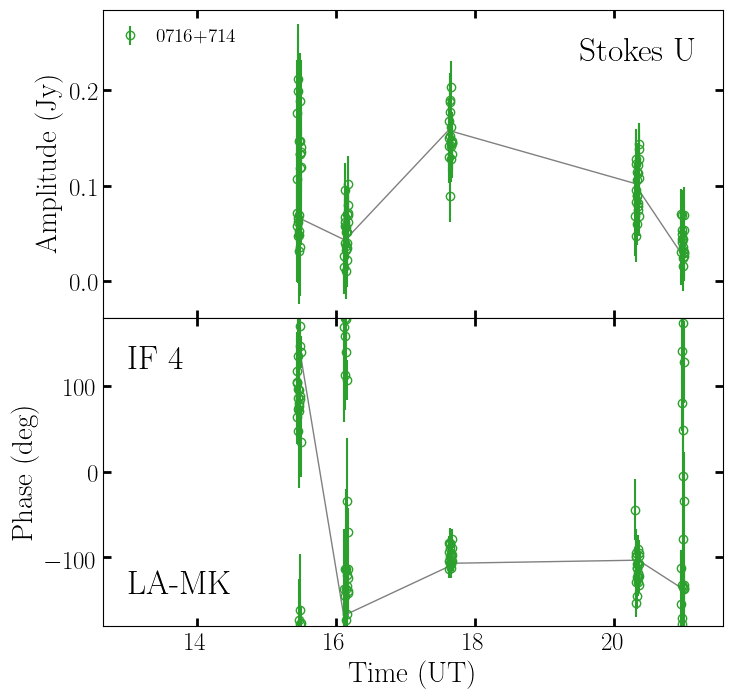 0716+714
Stokes U
0.2
0.1
0.0
Amplitude (Jy)
IF 4
100
0
−100
Phase (deg)
LA-MK
14 16 18 20
Time (UT)